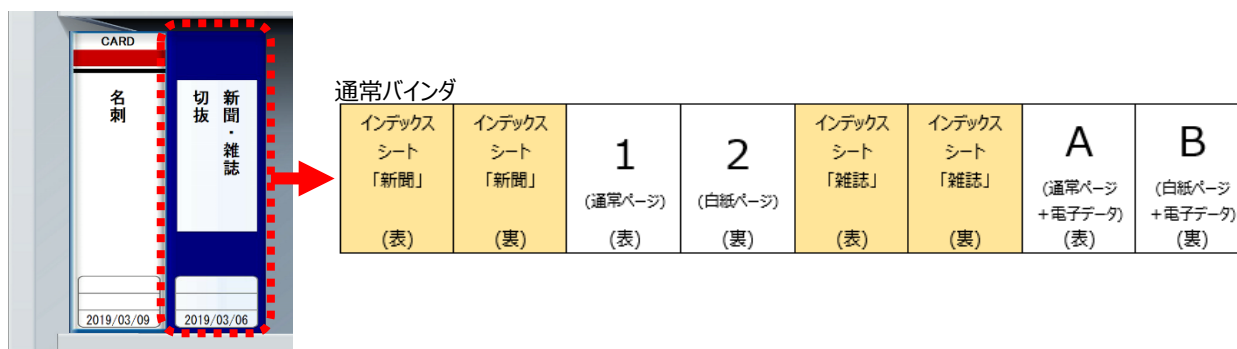 CARD
名刺
2019/03/09
新聞・雑誌
切抜
2019/03/06
通常バインダ
インデックス
シート
「新聞」
(表)
インデックス
シート
「新聞」
(裏)
1
(通常ページ)
(表)
2
(白紙ページ)
(裏)
インデックス
シート
「雑誌」
(表)
インデックス
シート
「雑誌」
(裏)
A
(通常ページ
+電子データ)
(表)
B
(白紙ページ
+電子データ)
(裏)